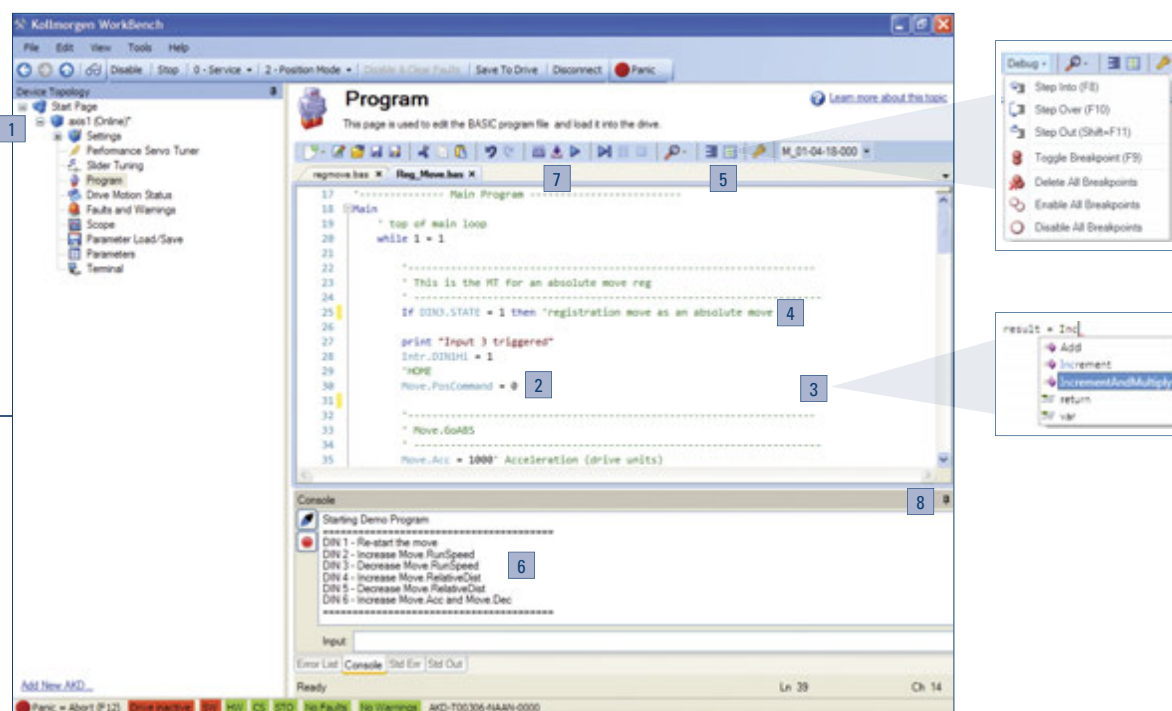 Kollmorgen WorkBench
File Edit View Tools Help
Disable Stop 0 - Service 2 - Position Mode Disable & Clear Faults Save To Drive Disconnect Panic
Device Topology
Start Page
axis1 (Online)*
Settings
Performance Servo Tuner
Slider Tuning
Program
Drive Motion Status
Faults and Warnings
Scope
Parameter Load/Save
Parameters
Terminal
Add New AKD...
1
Program
Learn more about this topic
This page is used to edit the BASIC program file and load it into the drive.
M_01-04-18-000
regmove.bas Reg_Move.bas
7
5
17 '------------- Main Program ---------------------
18 Main
19 ' top of main loop
20 while 1 = 1
21
22 '---------------------------------------------------------
23 ' This is the MT for an absolute move reg
24 ' ---------------------------------------------------------
25 If DIN3.STATE = 1 then 'registration move as an absolute move
4
26
27 print "Input 3 triggered"
28 Intr.DIN1Hi = 1
29 'HOME
30 Move.PosCommand = 0
2
3
31
32 '---------------------------------------------------------
33 ' Move.GoABS
34 ' ---------------------------------------------------------
35 Move.Acc = 1000' Acceleration (drive units)
Console
8
Starting Demo Program
========================================
DIN 1 - Re-start the move
DIN 2 - Increase Move.RunSpeed
DIN 3 - Decrease Move.RunSpeed
DIN 4 - Increase Move.RelativeDist
DIN 5 - Decrease Move.RelativeDist
DIN 6 - Increase Move.Acc and Move.Dec
========================================
6
Input:
Error List Console Std Err Std Out
Ready Ln 39 Ch 14
Panic = Abort (F12) Drive Inactive SW HW CS STO No Faults No Warnings AKD-T00306-NAAN-0000
Debug
Step Into (F8)
Step Over (F10)
Step Out (Shift+F11)
Toggle Breakpoint (F9)
Delete All Breakpoints
Enable All Breakpoints
Disable All Breakpoints
result = Inc
Add
Increment
IncrementAndMultiply
return
var